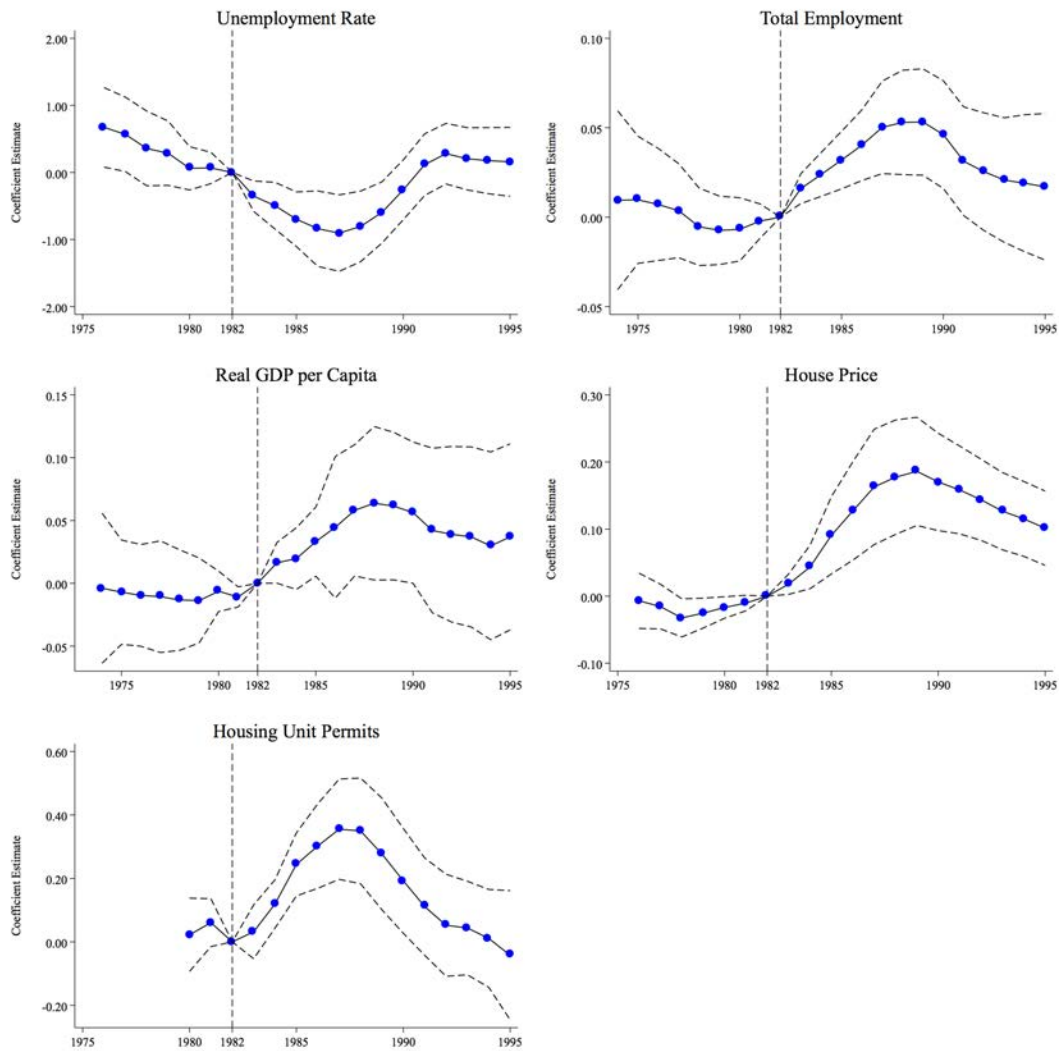 Unemployment Rate
Coefficient Estimate
2.00
1.00
0.00
-1.00
-2.00
1975 1980 1982 1985 1990 1995
Total Employment
Coefficient Estimate
0.10
0.05
0.00
-0.05
1975 1980 1982 1985 1990 1995
Real GDP per Capita
Coefficient Estimate
0.15
0.10
0.05
0.00
-0.05
1975 1980 1982 1985 1990 1995
House Price
Coefficient Estimate
0.30
0.20
0.10
0.00
-0.10
1975 1980 1982 1985 1990 1995
Housing Unit Permits
Coefficient Estimate
0.60
0.40
0.20
0.00
-0.20
1975 1980 1982 1985 1990 1995